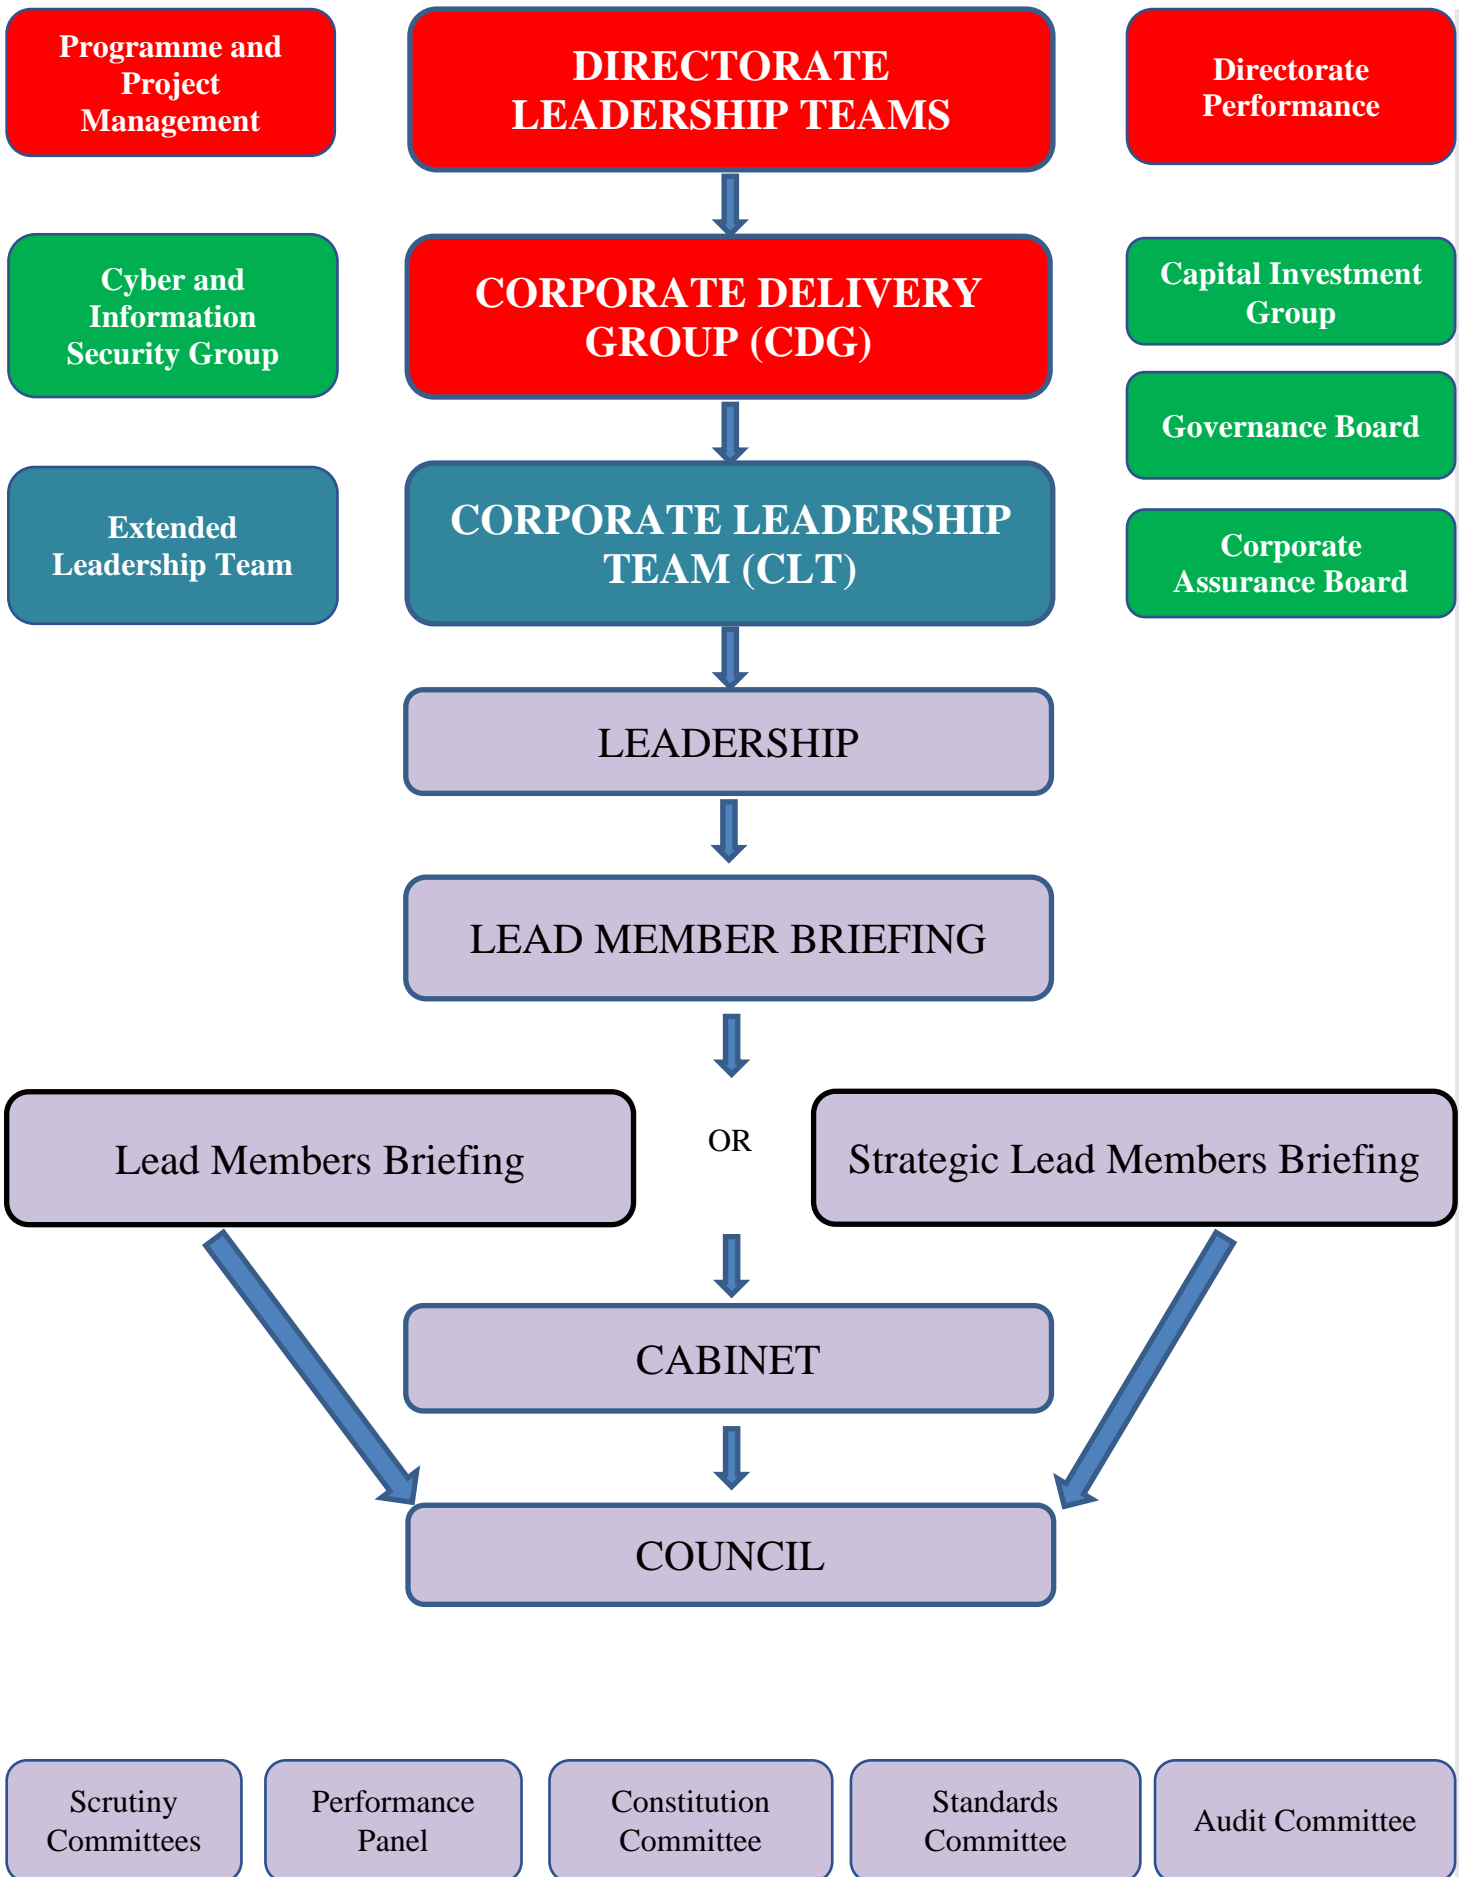 Programme and
Project
Management
DIRECTORATE
LEADERSHIP TEAMS
Directorate
Performance
Cyber and
Information
Security Group
CORPORATE DELIVERY
GROUP (CDG)
Capital Investment
Group
Governance Board
Extended
Leadership Team
CORPORATE LEADERSHIP
TEAM (CLT)
Corporate
Assurance Board
LEADERSHIP
LEAD MEMBER BRIEFING
Lead Members Briefing
OR
Strategic Lead Members Briefing
CABINET
COUNCIL
Scrutiny
Committees
Performance
Panel
Constitution
Committee
Standards
Committee
Audit Committee